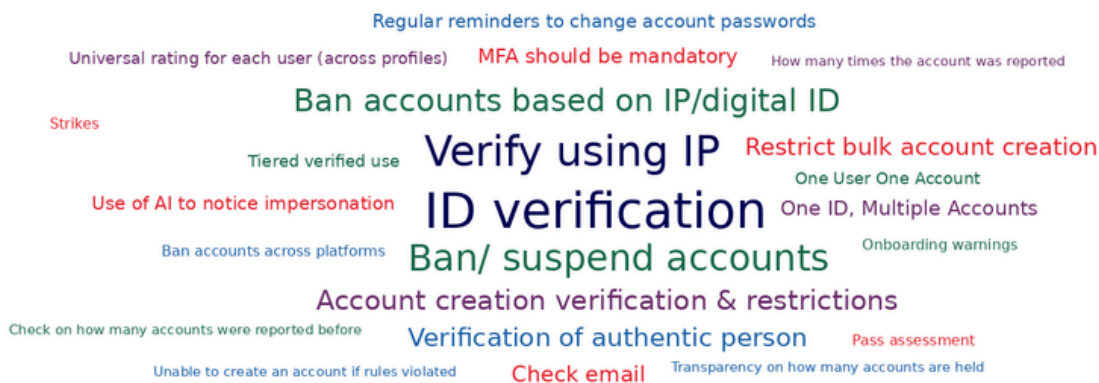 Regular reminders to change account passwords
Universal rating for each user (across profiles)
MFA should be mandatory
How many times the account was reported
Ban accounts based on IP/digital ID
Strikes
Verify using IP
Restrict bulk account creation
Tiered verified use
One User One Account
Use of AI to notice impersonation
ID verification
One ID, Multiple Accounts
Ban accounts across platforms
Ban/ suspend accounts
Onboarding warnings
Account creation verification & restrictions
Check on how many accounts were reported before
Verification of authentic person
Pass assessment
Unable to create an account if rules violated
Check email
Transparency on how many accounts are held